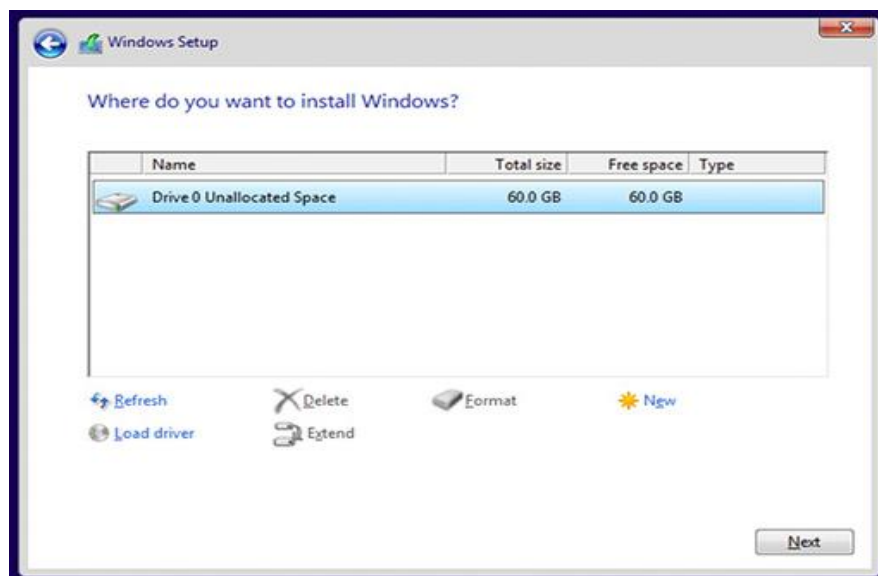 Windows Setup
Where do you want to install Windows?
Name Total size Free space Type
Drive 0 Unallocated Space 60.0 GB 60.0 GB
Refresh Delete Format New
Load driver Extend
Next